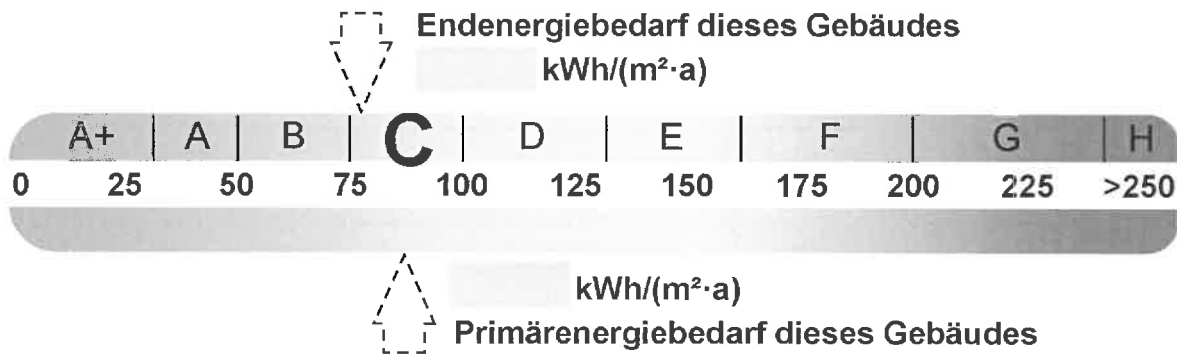 Endenergiebedarf dieses Gebäudes
kWh/(m²·a)
A+ A B C D E F G H
0 25 50 75 100 125 150 175 200 225 >250
kWh/(m²·a)
Primärenergiebedarf dieses Gebäudes